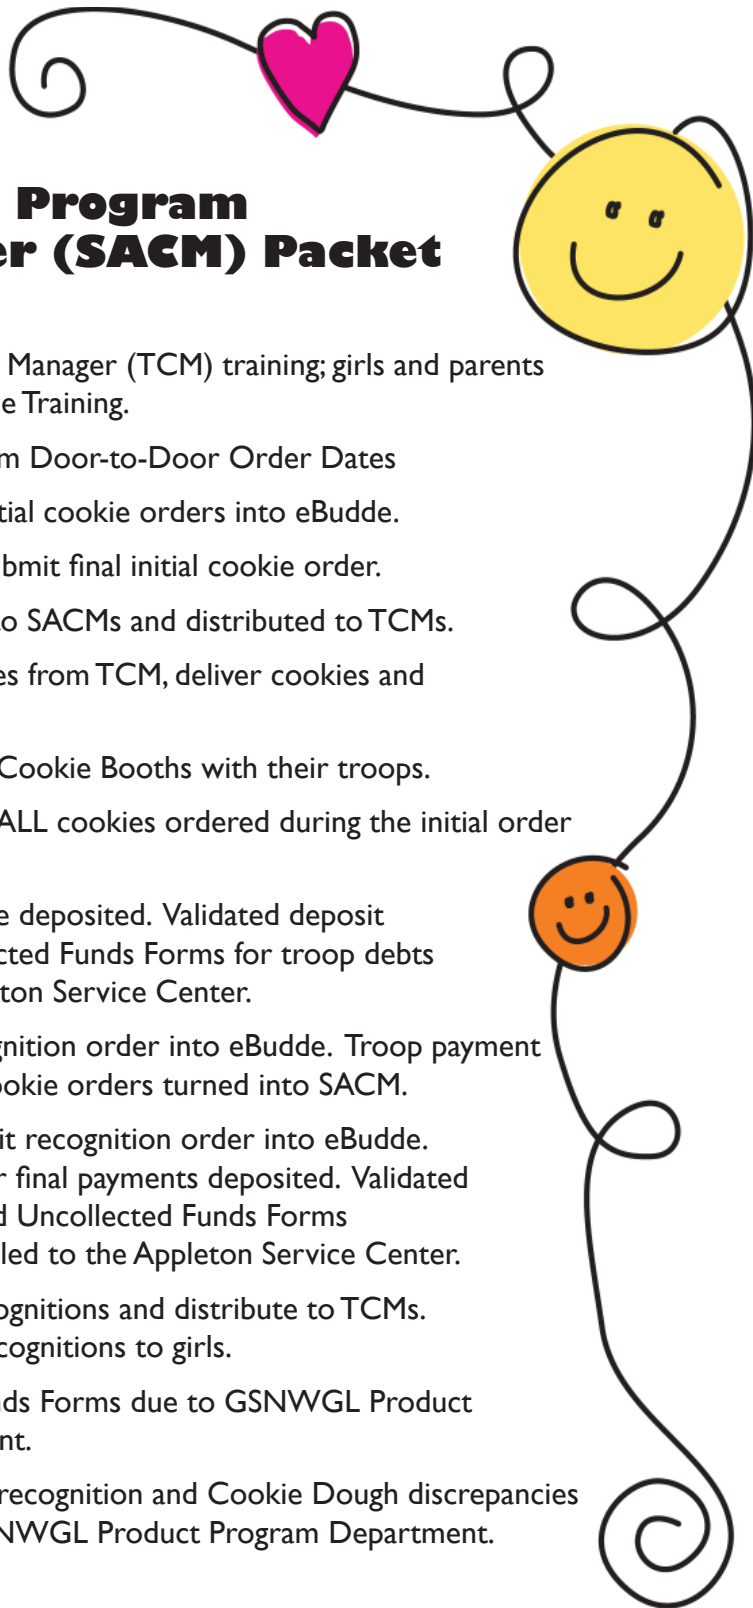 Program
er (SACM) Packet
Manager (TCM) training; girls and parents
e Training.
m Door-to-Door Order Dates
tial cookie orders into eBudde.
bmit final initial cookie order.
o SACMs and distributed to TCMs.
es from TCM, deliver cookies and
Cookie Booths with their troops.
ALL cookies ordered during the initial order
e deposited. Validated deposit
cted Funds Forms for troop debts
ton Service Center.
gnition order into eBudde. Troop payment
ookie orders turned into SACM.
it recognition order into eBudde.
r final payments deposited. Validated
d Uncollected Funds Forms
led to the Appleton Service Center.
ognitions and distribute to TCMs.
cognitions to girls.
nds Forms due to GSNWGL Product
nt.
recognition and Cookie Dough discrepancies
NWGL Product Program Department.